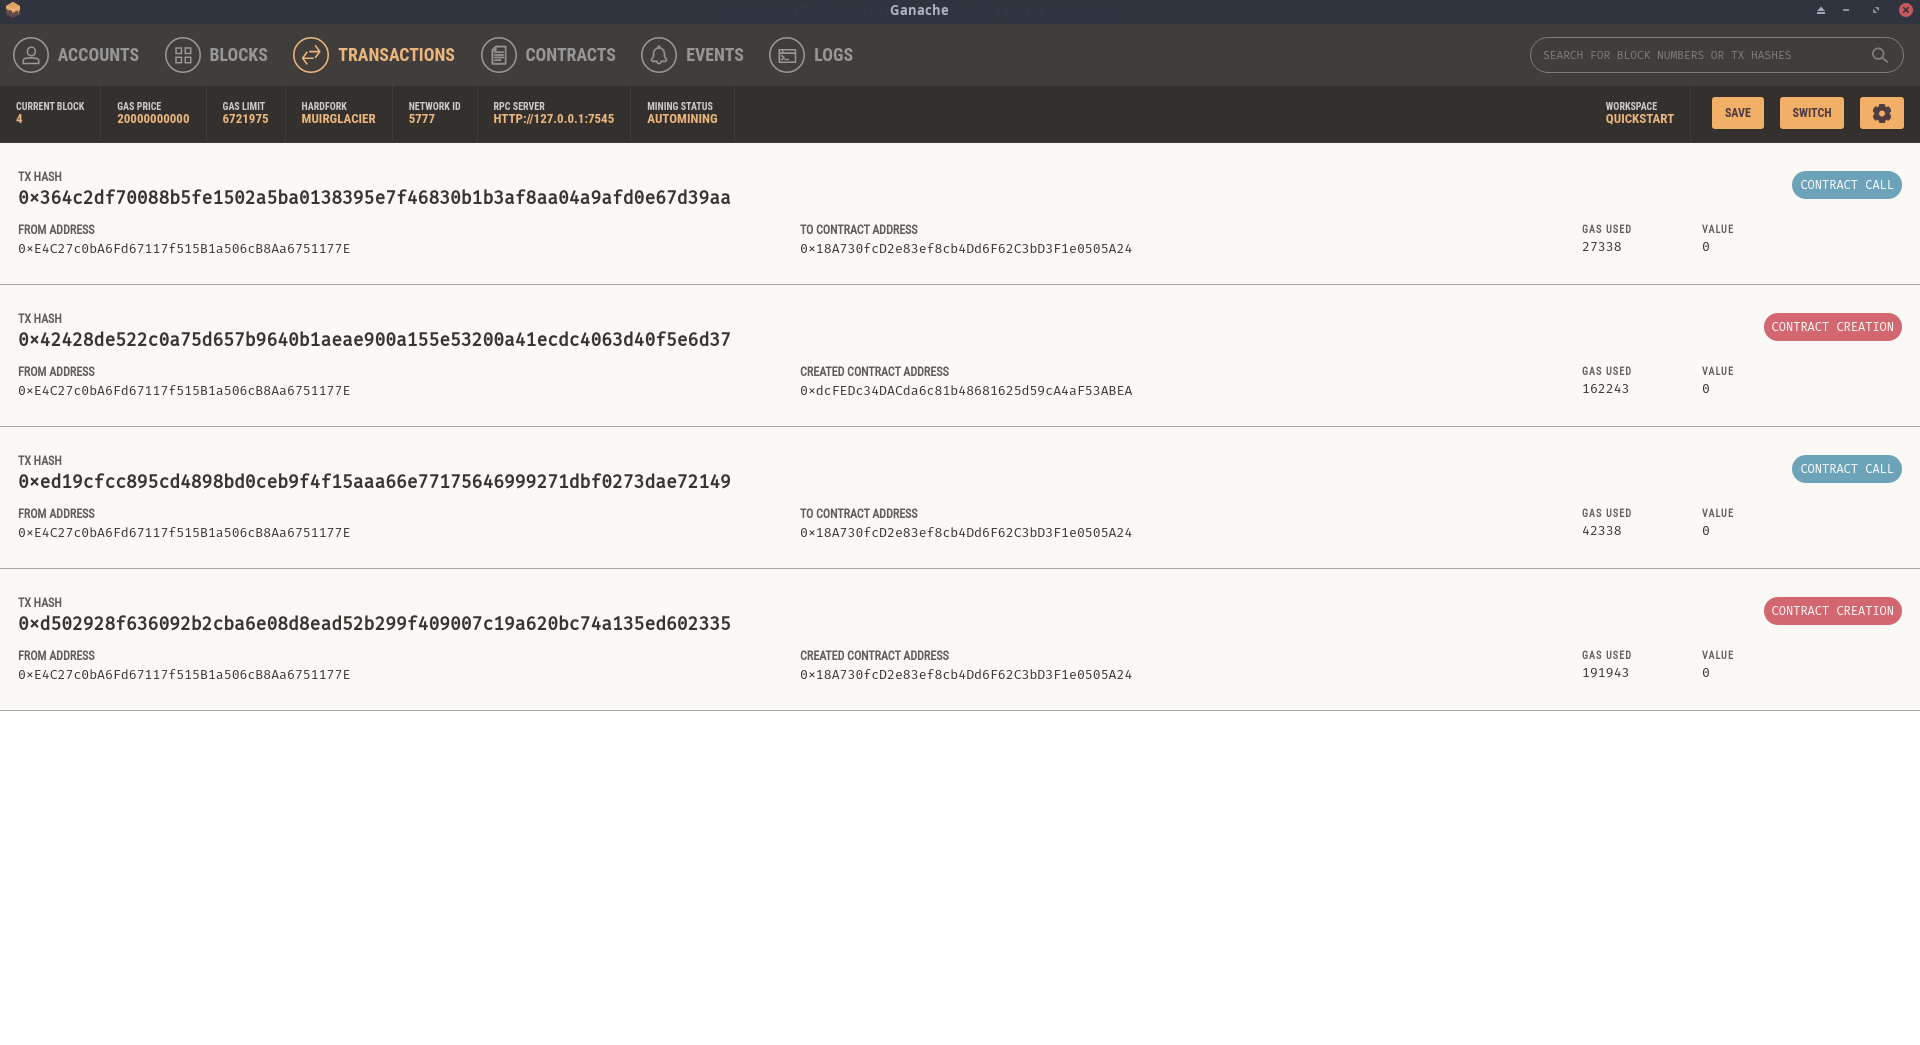 Ganache
ACCOUNTS BLOCKS TRANSACTIONS CONTRACTS EVENTS LOGS SEARCH FOR BLOCK NUMBERS OR TX HASHES
CURRENT BLOCK GAS PRICE GAS LIMIT HARDFORK NETWORK ID RPC SERVER MINING STATUS WORKSPACE
4 20000000000 6721975 MUIRGLACIER 5777 HTTP://127.0.0.1:7545 AUTOMINING QUICKSTART SAVE SWITCH
TX HASH
0×364c2df70088b5fe1502a5ba0138395e7f46830b1b3af8aa04a9afd0e67d39aa CONTRACT CALL
FROM ADDRESS TO CONTRACT ADDRESS GAS USED VALUE
0×E4C27c0bA6Fd67117f515B1a506cB8Aa6751177E 0×18A730fcD2e83ef8cb4Dd6F62C3bD3F1e0505A24 27338 0
TX HASH
0×42428de522c0a75d657b9640b1aeae900a155e53200a41ecdc4063d40f5e6d37 CONTRACT CREATION
FROM ADDRESS CREATED CONTRACT ADDRESS GAS USED VALUE
0×E4C27c0bA6Fd67117f515B1a506cB8Aa6751177E 0×dcFEDc34DACda6c81b48681625d59cA4aF53ABEA 162243 0
TX HASH
0×ed19cfcc895cd4898bd0ceb9f4f15aaa66e77175646999271dbf0273dae72149 CONTRACT CALL
FROM ADDRESS TO CONTRACT ADDRESS GAS USED VALUE
0×E4C27c0bA6Fd67117f515B1a506cB8Aa6751177E 0×18A730fcD2e83ef8cb4Dd6F62C3bD3F1e0505A24 42338 0
TX HASH
0×d502928f636092b2cba6e08d8ead52b299f409007c19a620bc74a135ed602335 CONTRACT CREATION
FROM ADDRESS CREATED CONTRACT ADDRESS GAS USED VALUE
0×E4C27c0bA6Fd67117f515B1a506cB8Aa6751177E 0×18A730fcD2e83ef8cb4Dd6F62C3bD3F1e0505A24 191943 0